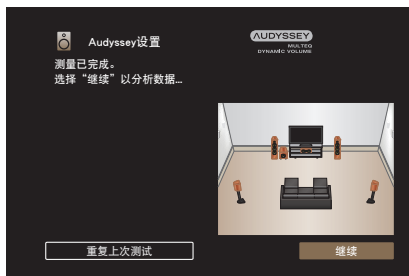 Audyssey设置
AUDYSSEY
MULTEQ
DYNAMIC VOLUME
测量已完成。
选择“继续”以分析数据…
重复上次测试
继续